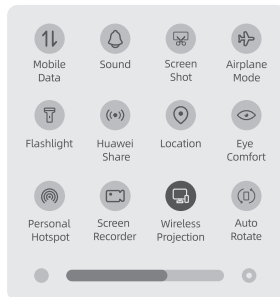 Mobile Sound Screen Airplane
Data Shot Mode
Flashlight Huawei Location Eye
Share Comfort
Personal Screen Wireless Auto
Hotspot Recorder Projection Rotate